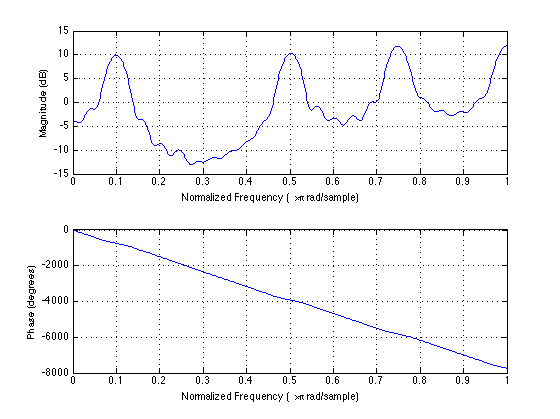 15
10
5
0
-5
-10
-15
Magnitude (dB)
0 0.1 0.2 0.3 0.4 0.5 0.6 0.7 0.8 0.9 1
Normalized Frequency (×π rad/sample)
0
-2000
-4000
-6000
-8000
Phase (degrees)
0 0.1 0.2 0.3 0.4 0.5 0.6 0.7 0.8 0.9 1
Normalized Frequency (×π rad/sample)